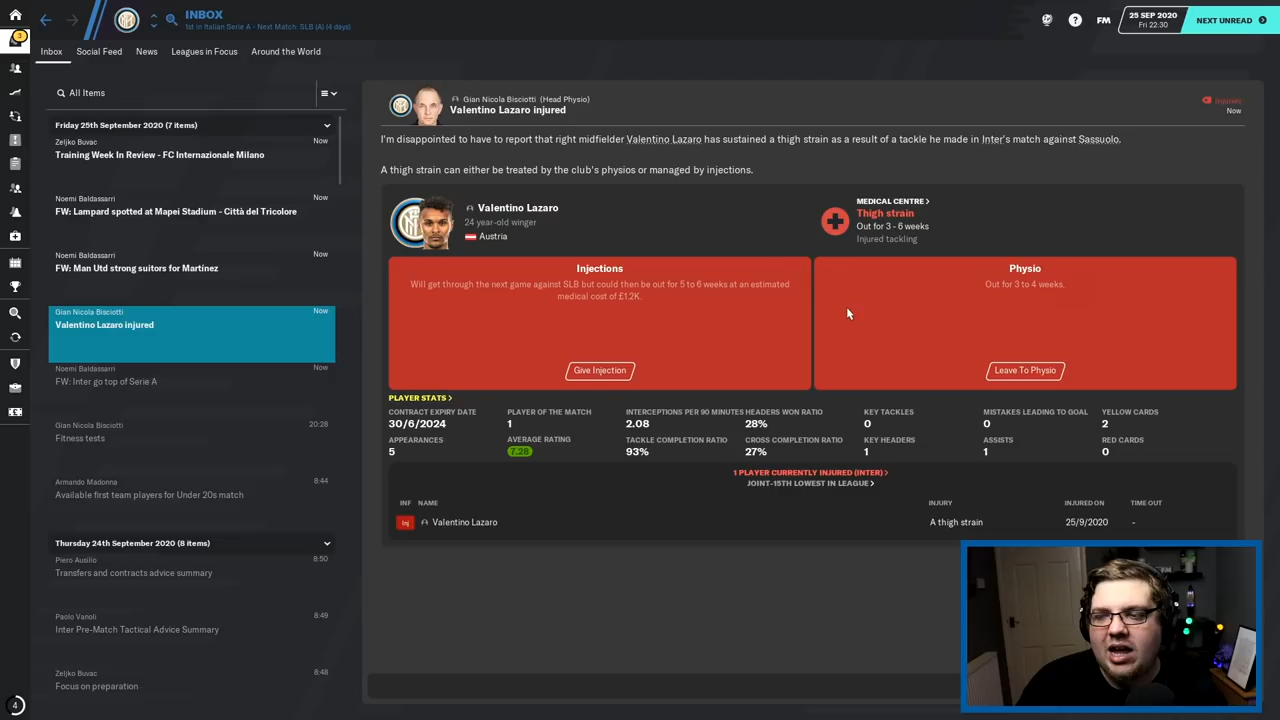 INBOX
1st in Italian Serie A - Next Match: SLB (A) (4 days)
FM
25 SEP 2020
Fri 22:30
NEXT UNREAD
3
Inbox
Social Feed
News
Leagues in Focus
Around the World
All Items
Friday 25th September 2020 (7 items)
Zeljko Buvac
Now
Training Week In Review - FC Internazionale Milano
Noemi Baldassarri
Now
FW: Lampard spotted at Mapei Stadium - Città del Tricolore
Noemi Baldassarri
Now
FW: Man Utd strong suitors for Martínez
Gian Nicola Bisciotti
Now
Valentino Lazaro injured
Noemi Baldassarri
Now
FW: Inter go top of Serie A
Gian Nicola Bisciotti
20:28
Fitness tests
Armando Madonna
8:44
Available first team players for Under 20s match
Thursday 24th September 2020 (8 items)
Piero Ausilio
8:50
Transfers and contracts advice summary
Paolo Vanoli
8:49
Inter Pre-Match Tactical Advice Summary
Zeljko Buvac
8:48
Focus on preparation
4
Gian Nicola Bisciotti (Head Physio)
Valentino Lazaro injured
Injuries
Now
I'm disappointed to have to report that right midfielder Valentino Lazaro has sustained a thigh strain as a result of a tackle he made in Inter's match against Sassuolo.
A thigh strain can either be treated by the club's physios or managed by injections.
Valentino Lazaro
24 year-old winger
Austria
MEDICAL CENTRE >
Thigh strain
Out for 3 - 6 weeks
Injured tackling
Injections
Will get through the next game against SLB but could then be out for 5 to 6 weeks at an estimated
medical cost of £1.2K.
Give Injection
Physio
Out for 3 to 4 weeks.
Leave To Physio
PLAYER STATS >
CONTRACT EXPIRY DATE
30/6/2024
PLAYER OF THE MATCH
1
INTERCEPTIONS PER 90 MINUTES
2.08
HEADERS WON RATIO
28%
KEY TACKLES
0
MISTAKES LEADING TO GOAL
0
YELLOW CARDS
2
APPEARANCES
5
AVERAGE RATING
7.28
TACKLE COMPLETION RATIO
93%
CROSS COMPLETION RATIO
27%
KEY HEADERS
1
ASSISTS
1
RED CARDS
0
1 PLAYER CURRENTLY INJURED (INTER) >
JOINT-15TH LOWEST IN LEAGUE >
INF
NAME
INJURY
INJURED ON
TIME OUT
Inj
Valentino Lazaro
A thigh strain
25/9/2020
-